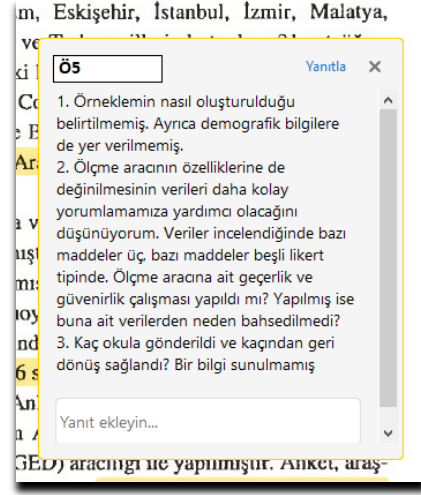 m, Eskişehir, İstanbul, İzmir, Malatya,
Ö5
Yanıtla
1. Örneklemin nasıl oluşturulduğu
belirtilmemiş. Ayrıca demografik bilgilere
de yer verilmemiş.
2. Ölçme aracının özelliklerine de
değinilmesinin verileri daha kolay
yorumlamamıza yardımcı olacağını
düşünüyorum. Veriler incelendiğinde bazı
maddeler üç, bazı maddeler beşli likert
tipinde. Ölçme aracına ait geçerlik ve
güvenirlik çalışması yapıldı mı? Yapılmış ise
buna ait verilerden neden bahsedilmedi?
3. Kaç okula gönderildi ve kaçından geri
dönüş sağlandı? Bir bilgi sunulmamış
Yanıt ekleyin...
GED) aracılığı ile yapılmıştır. Anket, araş-